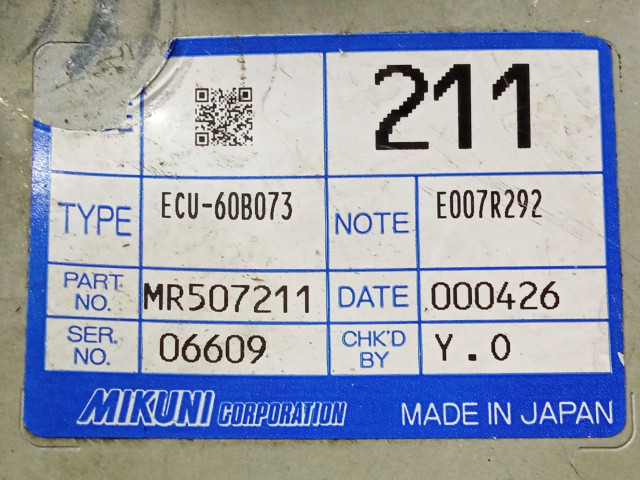 211
TYPE ECU-60B073 NOTE E007R292
PART NO. MR507211 DATE 000426
SER. NO. 06609 CHK'D BY Y.O
MIKUNI CORPORATION MADE IN JAPAN